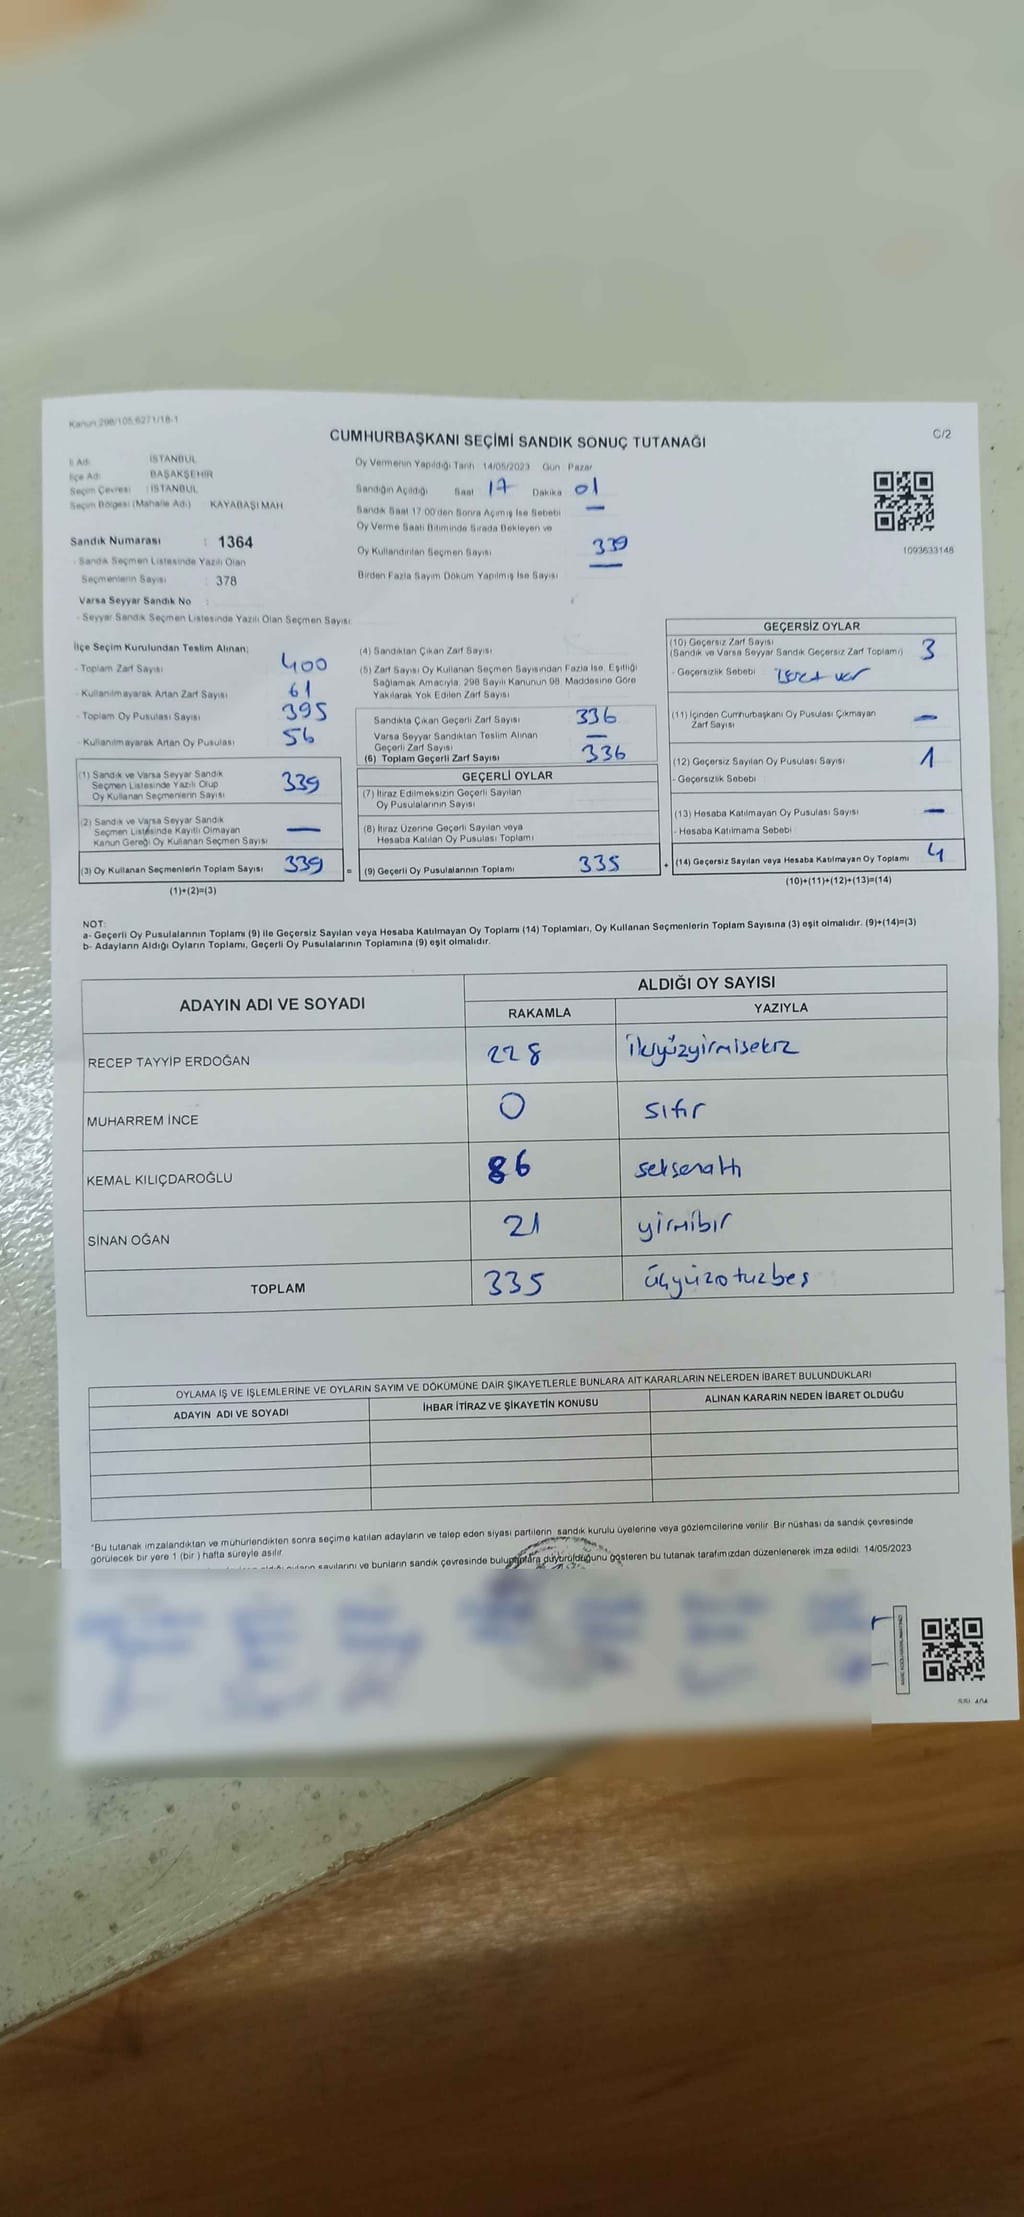 Kanun 298/105,6271/18-1
CUMHURBAŞKANI SEÇİMİ SANDIK SONUÇ TUTANAĞI
C/2
İl Adı : İSTANBUL
İlçe Adı : BAŞAKŞEHİR
Seçim Çevresi : İSTANBUL
Seçim Bölgesi (Mahalle Adı) KAYABAŞI MAH
Sandık Numarası : 1364
- Sandık Seçmen Listesinde Yazılı Olan
Seçmenlerin Sayısı : 378
Varsa Seyyar Sandık No :
- Seyyar Sandık Seçmen Listesinde Yazılı Olan Seçmen Sayısı:
Oy Vermenin Yapıldığı Tarih 14/05/2023 Gün Pazar
Sandığın Açıldığı Saat 17 Dakika 01
Sandık Saat 17:00'den Sonra Açımış İse Sebebi —
Oy Verme Saati Bitiminde Sırada Bekleyen ve
Oy Kullandırılan Seçmen Sayısı 339
Birden Fazla Sayım Döküm Yapılmış İse Sayısı —
1093633146
İlçe Seçim Kurulundan Teslim Alınan;
- Toplam Zarf Sayısı 400
- Kullanılmayarak Artan Zarf Sayısı 61
- Toplam Oy Pusulası Sayısı 395
- Kullanılmayarak Artan Oy Pusulası 56
(1) Sandık ve Varsa Seyyar Sandık
Seçmen Listesinde Yazılı Olup
Oy Kullanan Seçmenlerin Sayısı 339
(2) Sandık ve Varsa Seyyar Sandık
Seçmen Listesinde Kayıtlı Olmayan
Kanun Gereği Oy Kullanan Seçmen Sayısı —
(3) Oy Kullanan Seçmenlerin Toplam Sayısı 339
(1)+(2)=(3)
(4) Sandıktan Çıkan Zarf Sayısı
(5) Zarf Sayısı Oy Kullanan Seçmen Sayısından Fazla İse, Eşitliği
Sağlamak Amacıyla, 298 Sayılı Kanunun 98. Maddesine Göre
Yakılarak Yok Edilen Zarf Sayısı
Sandıkta Çıkan Geçerli Zarf Sayısı 336
Varsa Seyyar Sandıktan Teslim Alınan
Geçerli Zarf Sayısı —
(6) Toplam Geçerli Zarf Sayısı 336
GEÇERLİ OYLAR
(7) İtiraz Edilmeksizin Geçerli Sayılan
Oy Pusulalarının Sayısı
(8) İtiraz Üzerine Geçerli Sayılan veya
Hesaba Katılan Oy Pusulası Toplamı
= (9) Geçerli Oy Pusulalarının Toplamı 335
GEÇERSİZ OYLAR
(10) Geçersiz Zarf Sayısı
(Sandık ve Varsa Seyyar Sandık Geçersiz Zarf Toplamı) 3
- Geçersizlik Sebebi İşaret var
(11) İçinden Cumhurbaşkanı Oy Pusulası Çıkmayan
Zarf Sayısı —
(12) Geçersiz Sayılan Oy Pusulası Sayısı 1
- Geçersizlik Sebebi
(13) Hesaba Katılmayan Oy Pusulası Sayısı —
- Hesaba Katılmama Sebebi
+ (14) Geçersiz Sayılan veya Hesaba Katılmayan Oy Toplamı 4
(10)+(11)+(12)+(13)=(14)
NOT:
a- Geçerli Oy Pusulalarının Toplamı (9) ile Geçersiz Sayılan veya Hesaba Katılmayan Oy Toplamı (14) Toplamları, Oy Kullanan Seçmenlerin Toplam Sayısına (3) eşit olmalıdır. (9)+(14)=(3)
b- Adayların Aldığı Oyların Toplamı, Geçerli Oy Pusulalarının Toplamına (9) eşit olmalıdır.
ADAYIN ADI VE SOYADI
ALDIĞI OY SAYISI
RAKAMLA YAZIYLA
RECEP TAYYİP ERDOĞAN 228 ikiyüzyirmisekiz
MUHARREM İNCE 0 sıfır
KEMAL KILIÇDAROĞLU 86 seksenaltı
SİNAN OĞAN 21 yirmibir
TOPLAM 335 üçyüzotuzbeş
OYLAMA İŞ VE İŞLEMLERİNE VE OYLARIN SAYIM VE DÖKÜMÜNE DAİR ŞİKAYETLERLE BUNLARA AİT KARARLARIN NELERDEN İBARET BULUNDUKLARI
ADAYIN ADI VE SOYADI İHBAR İTİRAZ VE ŞİKAYETİN KONUSU ALINAN KARARIN NEDEN İBARET OLDUĞU
*Bu tutanak imzalandıktan ve mühürlendikten sonra seçime katılan adayların ve talep eden siyasi partilerin sandık kurulu üyelerine veya gözlemcilerine verilir. Bir nüshası da sandık çevresinde
görülecek bir yere 1 (bir ) hafta süreyle asılır.
sayılarını ve bunların sandık çevresinde bulunanlara duyurulduğunu gösteren bu tutanak tarafımızdan düzenlenerek imza edildi. 14/05/2023